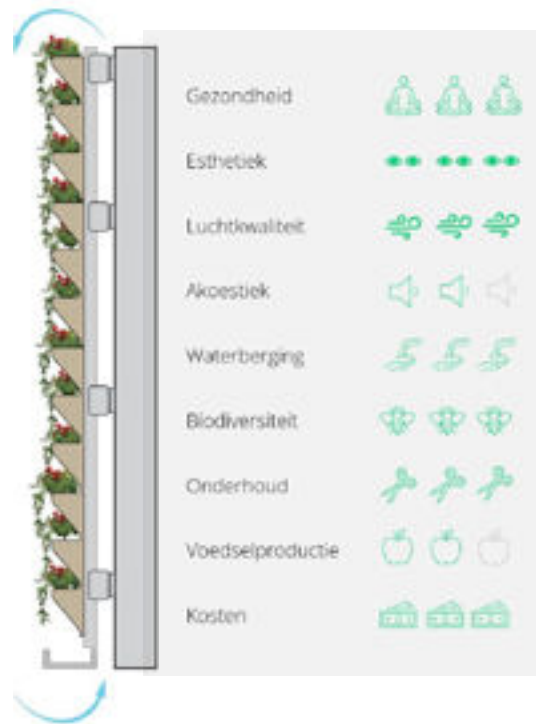 Gezondheid
Esthetiek
Luchtkwaliteit
Akoestiek
Waterberging
Biodiversiteit
Onderhoud
Voedselproductie
Kosten